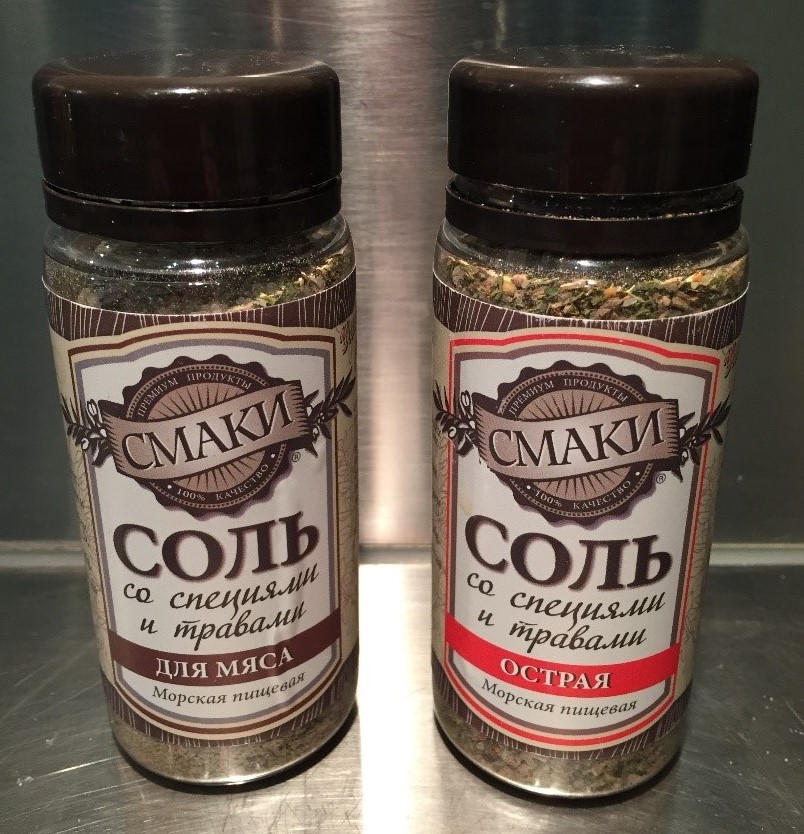 ПРЕМИУМ ПРОДУКТЫ
СМАКИ
100% КАЧЕСТВО
®
СОЛЬ
со специями
и травами
ДЛЯ МЯСА
Морская пищевая
ПРЕМИУМ ПРОДУКТЫ
СМАКИ
100% КАЧЕСТВО
®
СОЛЬ
со специями
и травами
ОСТРАЯ
Морская пищевая